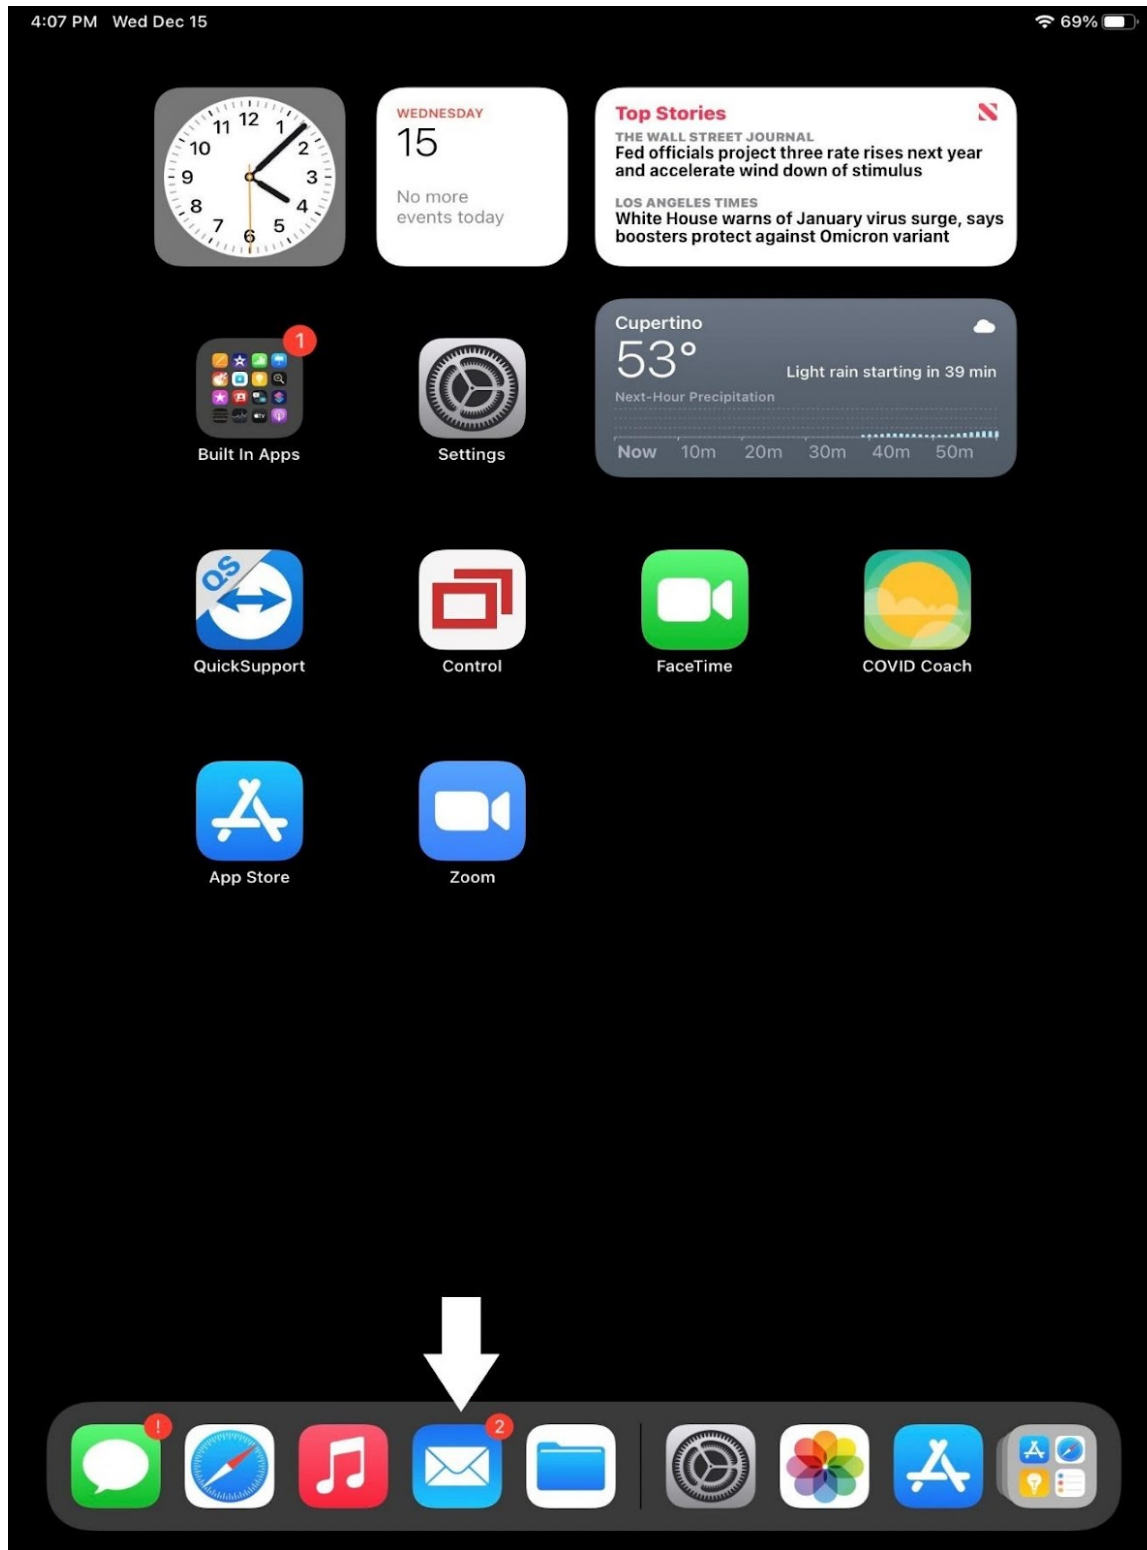 4:07 PM Wed Dec 15
69%
12
1
2
3
4
5
6
7
8
9
10
11
WEDNESDAY
15
No more
events today
Top Stories
THE WALL STREET JOURNAL
Fed officials project three rate rises next year
and accelerate wind down of stimulus
LOS ANGELES TIMES
White House warns of January virus surge, says
boosters protect against Omicron variant
1
Built In Apps
Settings
Cupertino
53°
Light rain starting in 39 min
Next-Hour Precipitation
Now 10m 20m 30m 40m 50m
QS
QuickSupport
Control
FaceTime
COVID Coach
App Store
Zoom
!
2